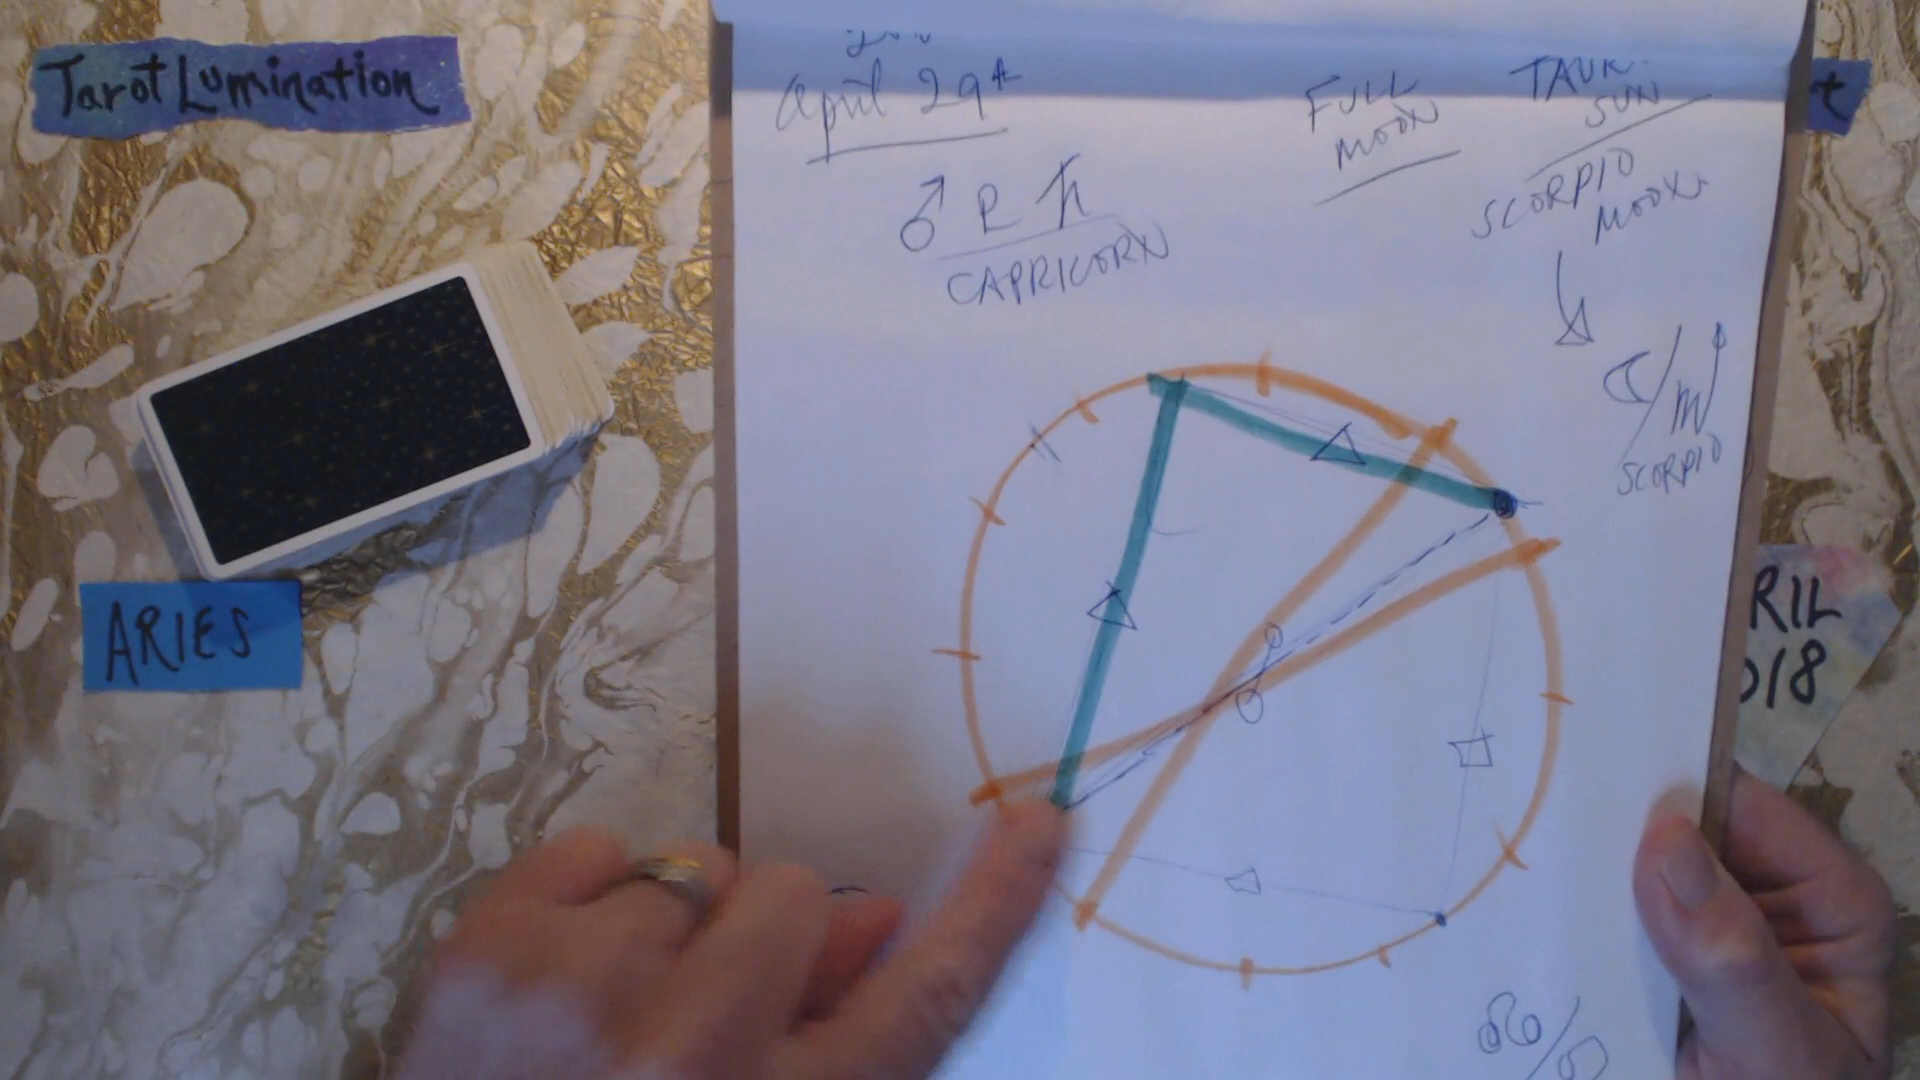 Tarot Lumination
April 29th
♂ R ♄
CAPRICORN
FULL
MOON
TAUR.
SUN
SCORPIO
MOON
SCORPIO
t
ARIES
RIL
018